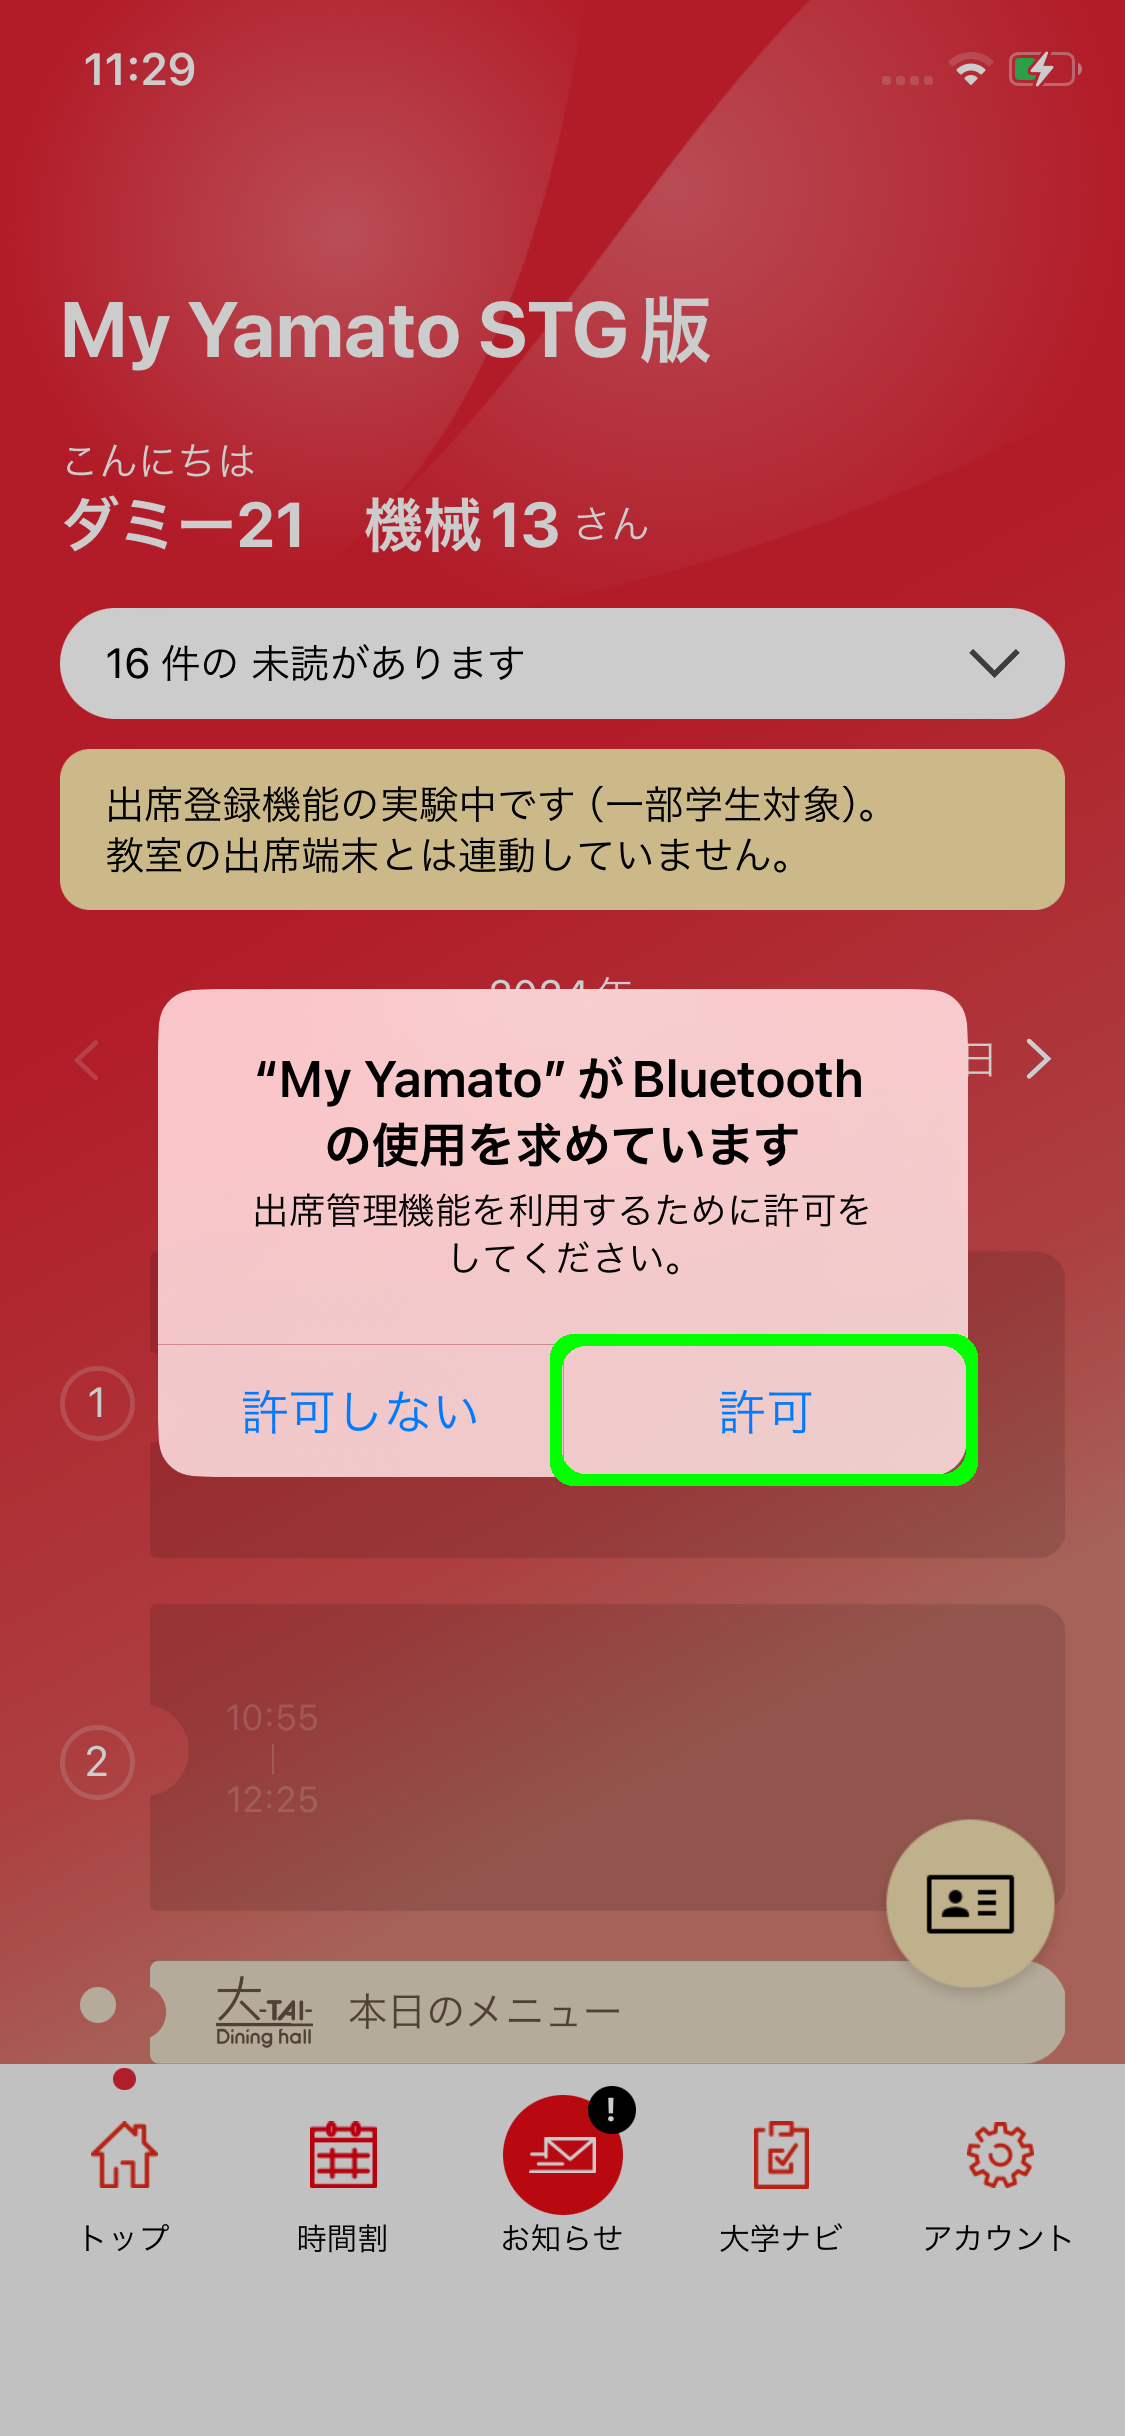 11:29
My Yamato STG版
こんにちは
ダミー21　機械13 さん
16 件の 未読があります
出席登録機能の実験中です（一部学生対象）。
教室の出席端末とは連動していません。
2024年
日
“My Yamato” がBluetooth
の使用を求めています
出席管理機能を利用するために許可を
してください。
許可しない
許可
1
2
10:55
12:25
大
-TAI-
Dining hall
本日のメニュー
!
トップ
時間割
お知らせ
大学ナビ
アカウント